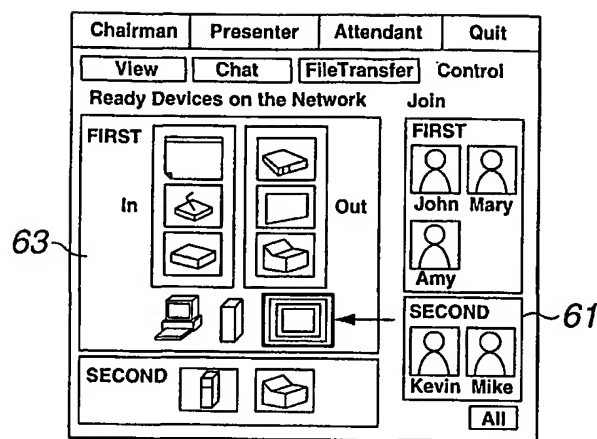 Chairman Presenter Attendant Quit
View Chat FileTransfer Control
Ready Devices on the Network Join
FIRST
In
Out
63
FIRST
John Mary
Amy
SECOND
61
Kevin Mike
SECOND
All